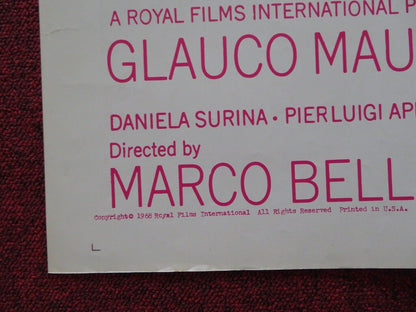 A ROYAL FILMS INTERNATIONAL P
GLAUCO MAU
DANIELA SURINA • PIERLUIGI AP
Directed by
MARCO BELL
Copyright© 1968 Royal Films International All Rights Reserved Printed in U.S.A.